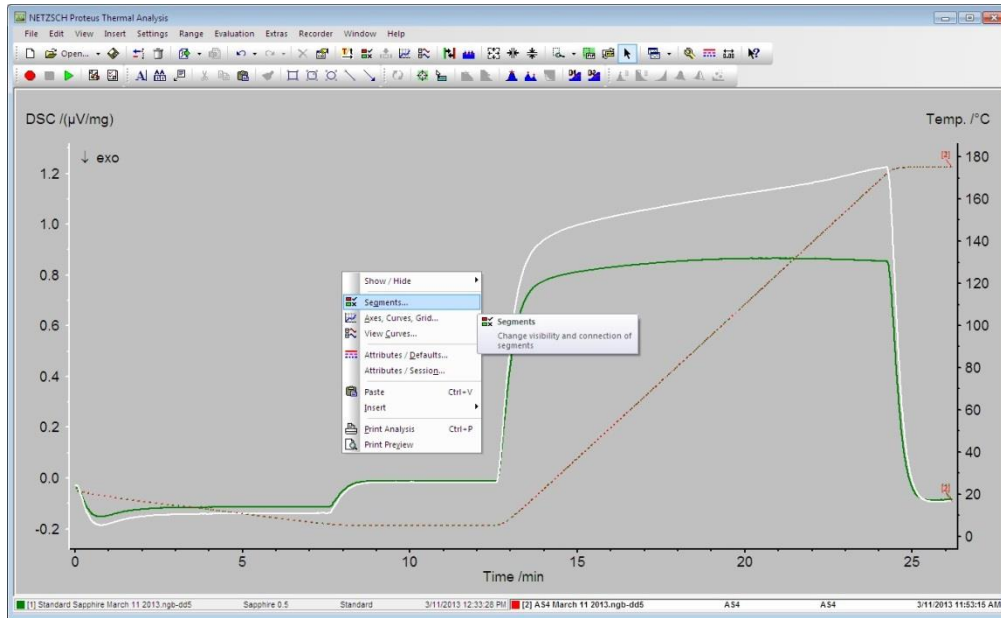 NETZSCH Proteus Thermal Analysis
File Edit View Insert Settings Range Evaluation Extras Recorder Window Help
Open...
DSC /(µV/mg)
Temp. /°C
↓ exo
[2]
180
1.2
160
1.0
140
0.8
120
0.6
100
0.4
80
60
0.2
40
0.0
[2]
20
-0.2
0
0 5 10 15 20 25
Time /min
Show / Hide
Segments...
Axes, Curves, Grid...
View Curves...
Attributes / Defaults...
Attributes / Session...
Paste Ctrl+V
Insert
Print Analysis Ctrl+P
Print Preview
Segments
Change visibility and connection of
segments
[1] Standard Sapphire March 11 2013.ngb-dd5 Sapphire 0.5 Standard 3/11/2013 12:33:28 PM [2] AS4 March 11 2013.ngb-dd5 AS4 AS4 3/11/2013 11:53:15 AM